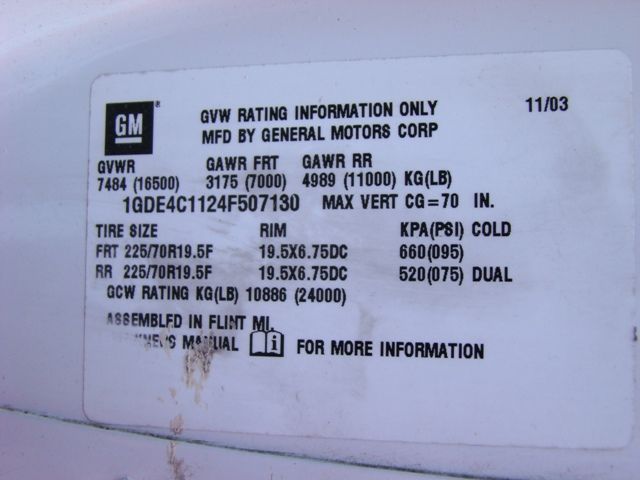 GM ® GVW RATING INFORMATION ONLY 11/03
MFD BY GENERAL MOTORS CORP
GVWR GAWR FRT GAWR RR
7484 (16500) 3175 (7000) 4989 (11000) KG(LB)
1GDE4C1124F507130 MAX VERT CG=70 IN.
TIRE SIZE RIM KPA(PSI) COLD
FRT 225/70R19.5F 19.5X6.75DC 660(095)
RR 225/70R19.5F 19.5X6.75DC 520(075) DUAL
GCW RATING KG(LB) 10886 (24000)
ASSEMBLED IN FLINT MI.
MANUAL i FOR MORE INFORMATION